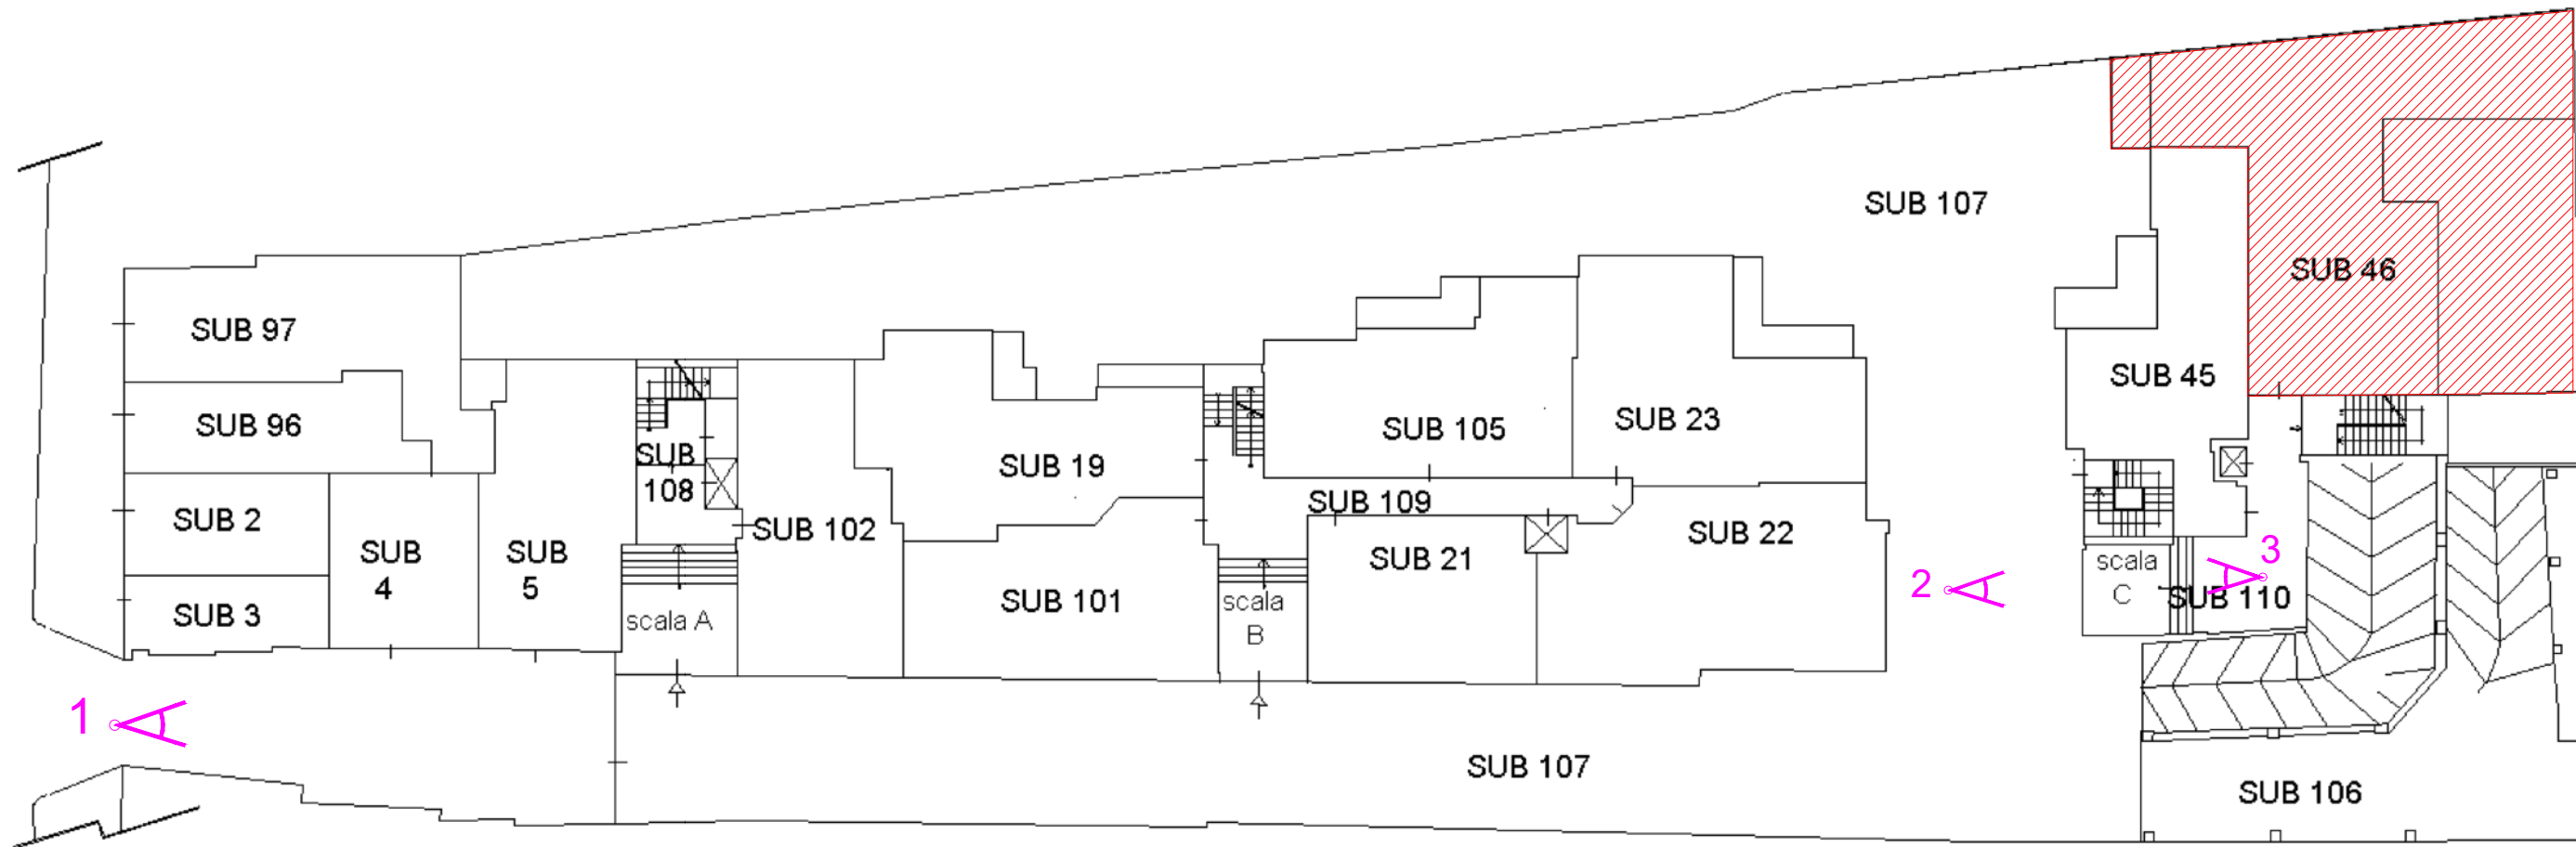 SUB 107
SUB 46
SUB 97
SUB 45
SUB 96
SUB 23
SUB 105
SUB
108
SUB 19
SUB 109
SUB 2
SUB 102
SUB 22
SUB
4
SUB
5
SUB 21
3
scala
C
2
SUB 110
SUB 3
scala A
SUB 101
scala
B
1
SUB 107
SUB 106